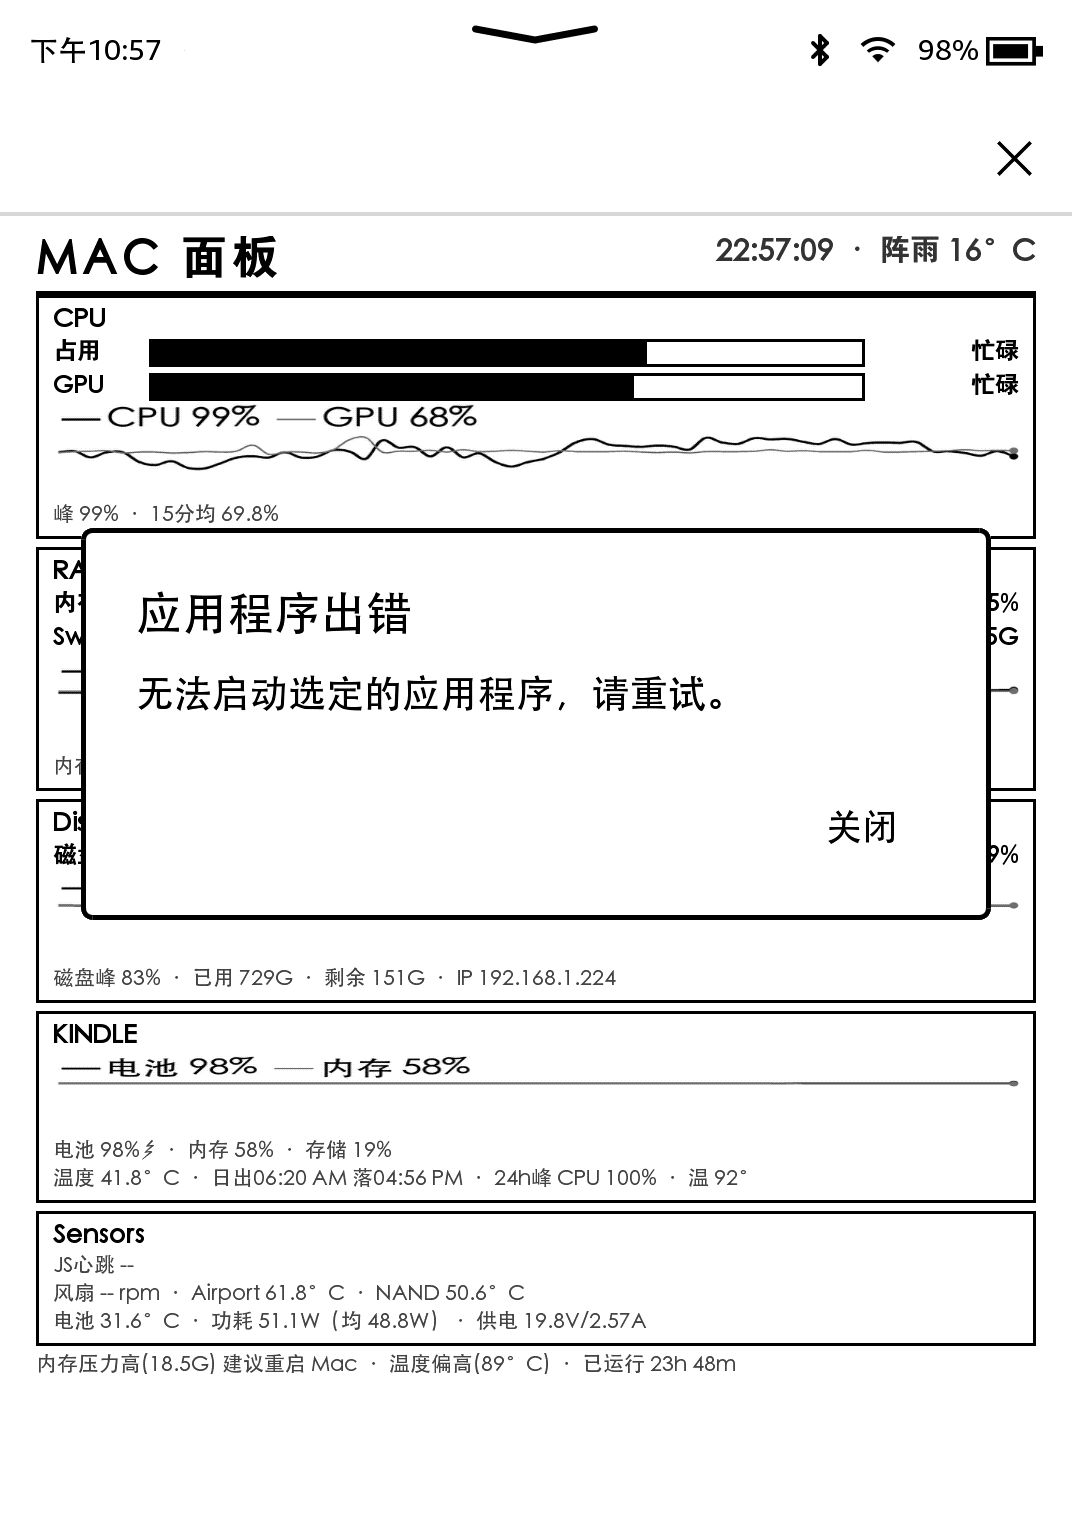 下午10:57
98%
MAC 面板
22:57:09 · 阵雨 16° C
CPU
占用 忙碌
GPU 忙碌
CPU 99% GPU 68%
峰 99% · 15分均 69.8%
应用程序出错
无法启动选定的应用程序，请重试。
关闭
磁盘峰 83% · 已用 729G · 剩余 151G · IP 192.168.1.224
KINDLE
电池 98% 内存 58%
电池 98%⚡ · 内存 58% · 存储 19%
温度 41.8° C · 日出06:20 AM 落04:56 PM · 24h峰 CPU 100% · 温 92°
Sensors
JS心跳 --
风扇 -- rpm · Airport 61.8° C · NAND 50.6° C
电池 31.6° C · 功耗 51.1W（均 48.8W） · 供电 19.8V/2.57A
内存压力高(18.5G) 建议重启 Mac · 温度偏高(89° C) · 已运行 23h 48m